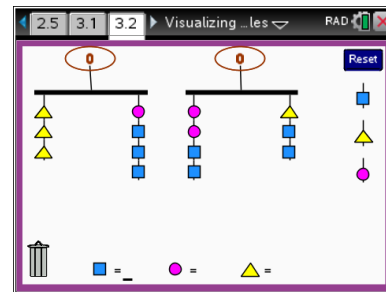 2.5 3.1 3.2 Visualizing ...les RAD
0 0 Reset
= _ = =